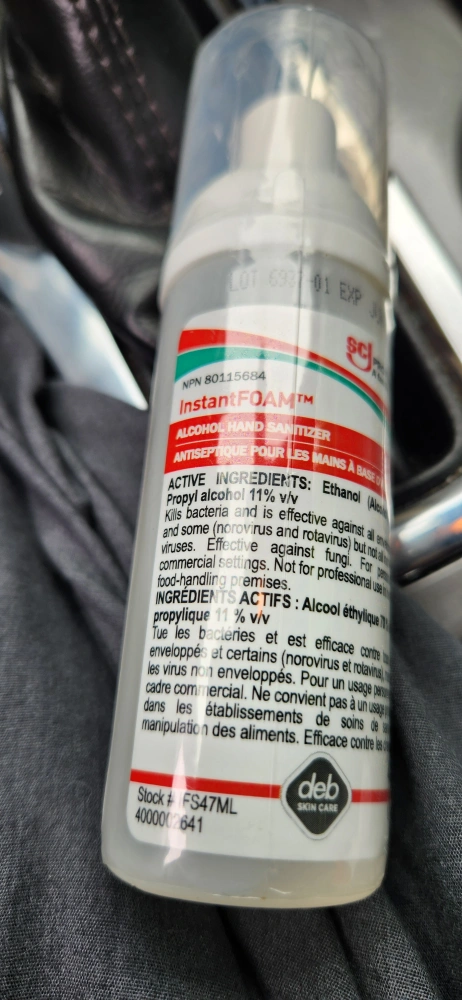 LOT 6937-01 EXP
scj
NPN 80115684
InstantFOAM™
ALCOHOL HAND SANITIZER
ANTISEPTIQUE POUR LES MAINS À BASE
ACTIVE INGREDIENTS: Ethanol
Propyl alcohol 11% v/v
Kills bacteria and is effective against all
and some (norovirus and rotavirus) but not
viruses. Effective against fungi. For
commercial settings. Not for professional use
food-handling premises.
INGRÉDIENTS ACTIFS : Alcool éthylique
propylique 11 % v/v
Tue les bactéries et est efficace contre
enveloppés et certains (norovirus et rotavirus)
les virus non enveloppés. Pour un usage
cadre commercial. Ne convient pas à un usage
dans les établissements de soins de
manipulation des aliments. Efficace contre les
deb
SKIN CARE
Stock # IFS47ML
4000002641